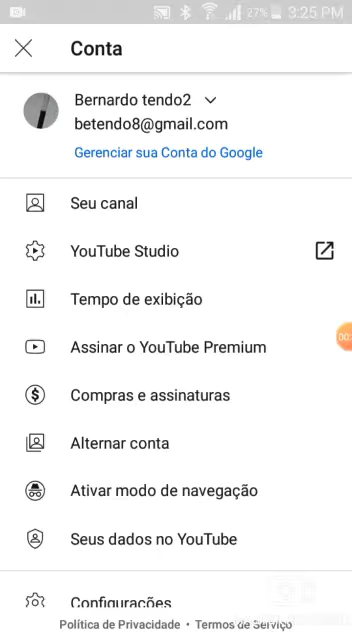 27% 3:25 PM
Conta
Bernardo tendo2
betendo8@gmail.com
Gerenciar sua Conta do Google
Seu canal
YouTube Studio
Tempo de exibição
00:
Assinar o YouTube Premium
Compras e assinaturas
Alternar conta
Ativar modo de navegação
Seus dados no YouTube
Configurações
Política de Privacidade • Termos de Serviço